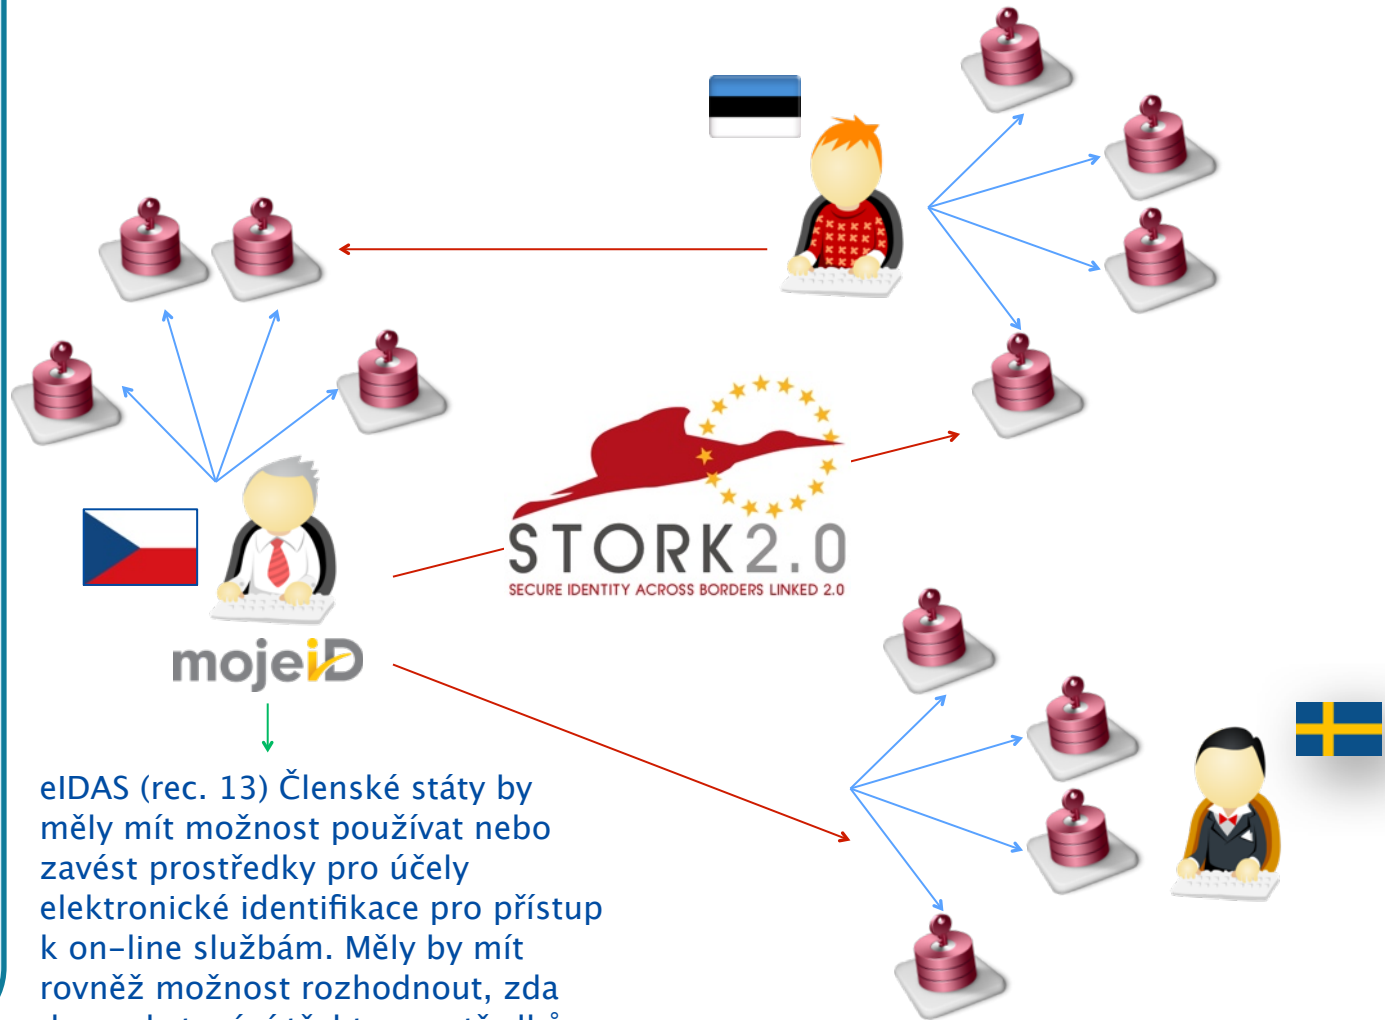 STORK2.0
SECURE IDENTITY ACROSS BORDERS LINKED 2.0
mojeiD
eIDAS (rec. 13) Členské státy by
měly mít možnost používat nebo
zavést prostředky pro účely
elektronické identifikace pro přístup
k on-line službám. Měly by mít
rovněž možnost rozhodnout, zda